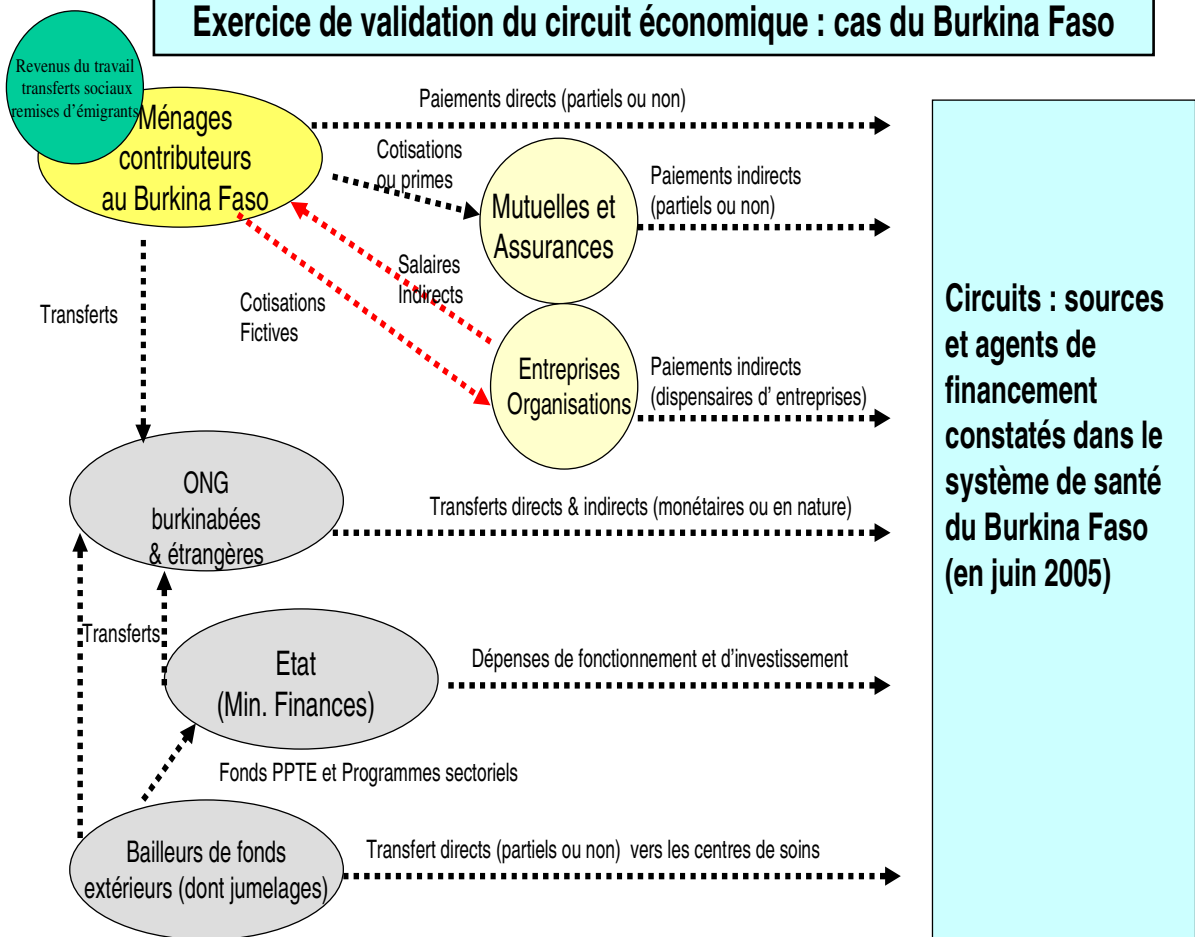 Exercice de validation du circuit économique : cas du Burkina Faso
Revenus du travail
transferts sociaux
remises d'émigrants
Ménages
contributeurs
au Burkina Faso
Paiements directs (partiels ou non)
Cotisations
ou primes
Mutuelles et
Assurances
Paiements indirects
(partiels ou non)
Salaires
Indirects
Cotisations
Fictives
Transferts
Entreprises
Organisations
Paiements indirects
(dispensaires d' entreprises)
ONG
burkinabées
& étrangères
Transferts directs & indirects (monétaires ou en nature)
Transferts
Etat
(Min. Finances)
Dépenses de fonctionnement et d'investissement
Fonds PPTE et Programmes sectoriels
Bailleurs de fonds
extérieurs (dont jumelages)
Transfert directs (partiels ou non) vers les centres de soins
Circuits : sources
et agents de
financement
constatés dans le
système de santé
du Burkina Faso
(en juin 2005)